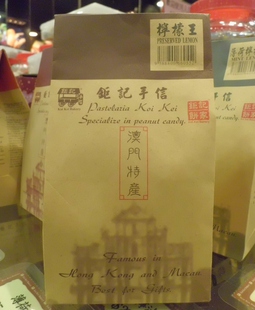 檸檬王
PRESERVED LEMON
鉅記手信
Pastelaria Koi Kei
Specialize in peanut candy.
澳門特產
Famous in
Hong Kong and Macau
Best for Gifts